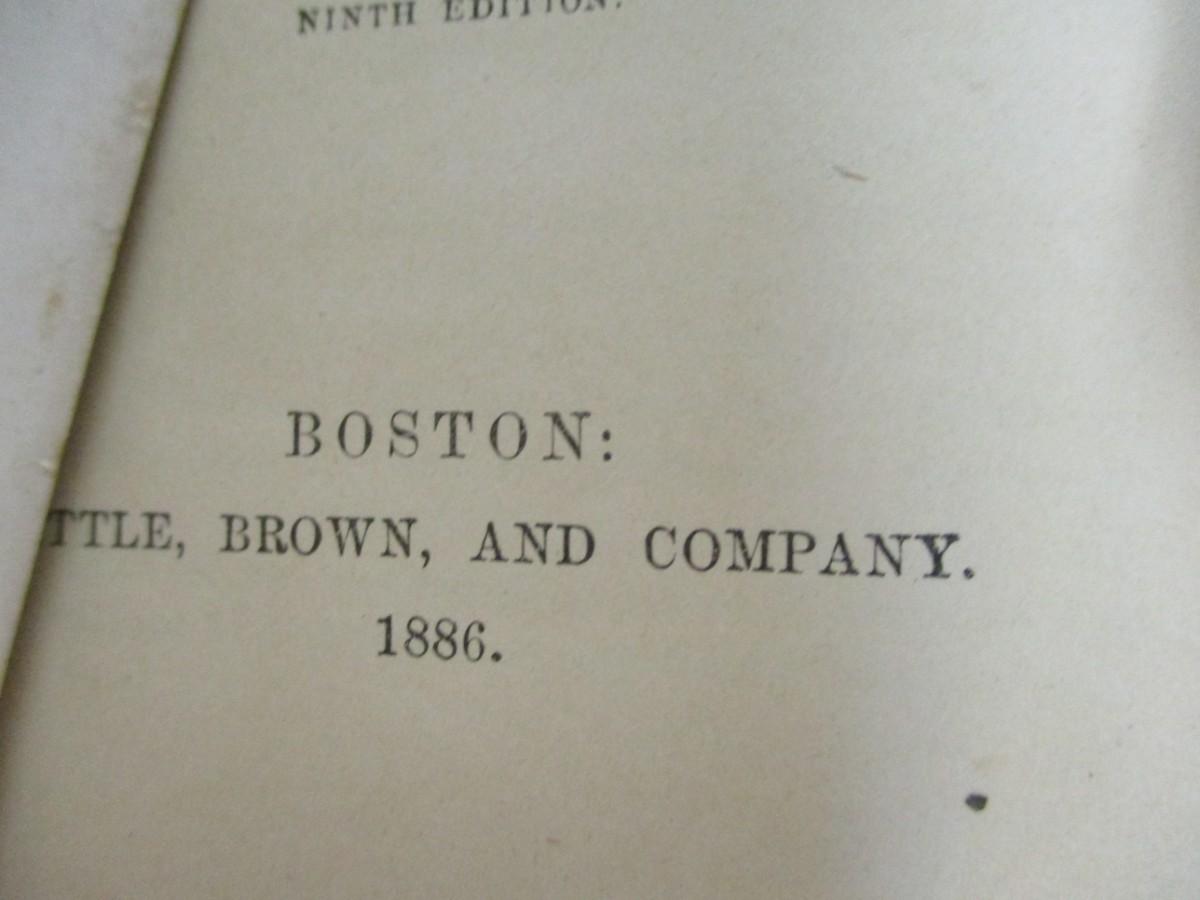 NINTH EDITION.
BOSTON:
TTLE, BROWN, AND COMPANY.
1886.